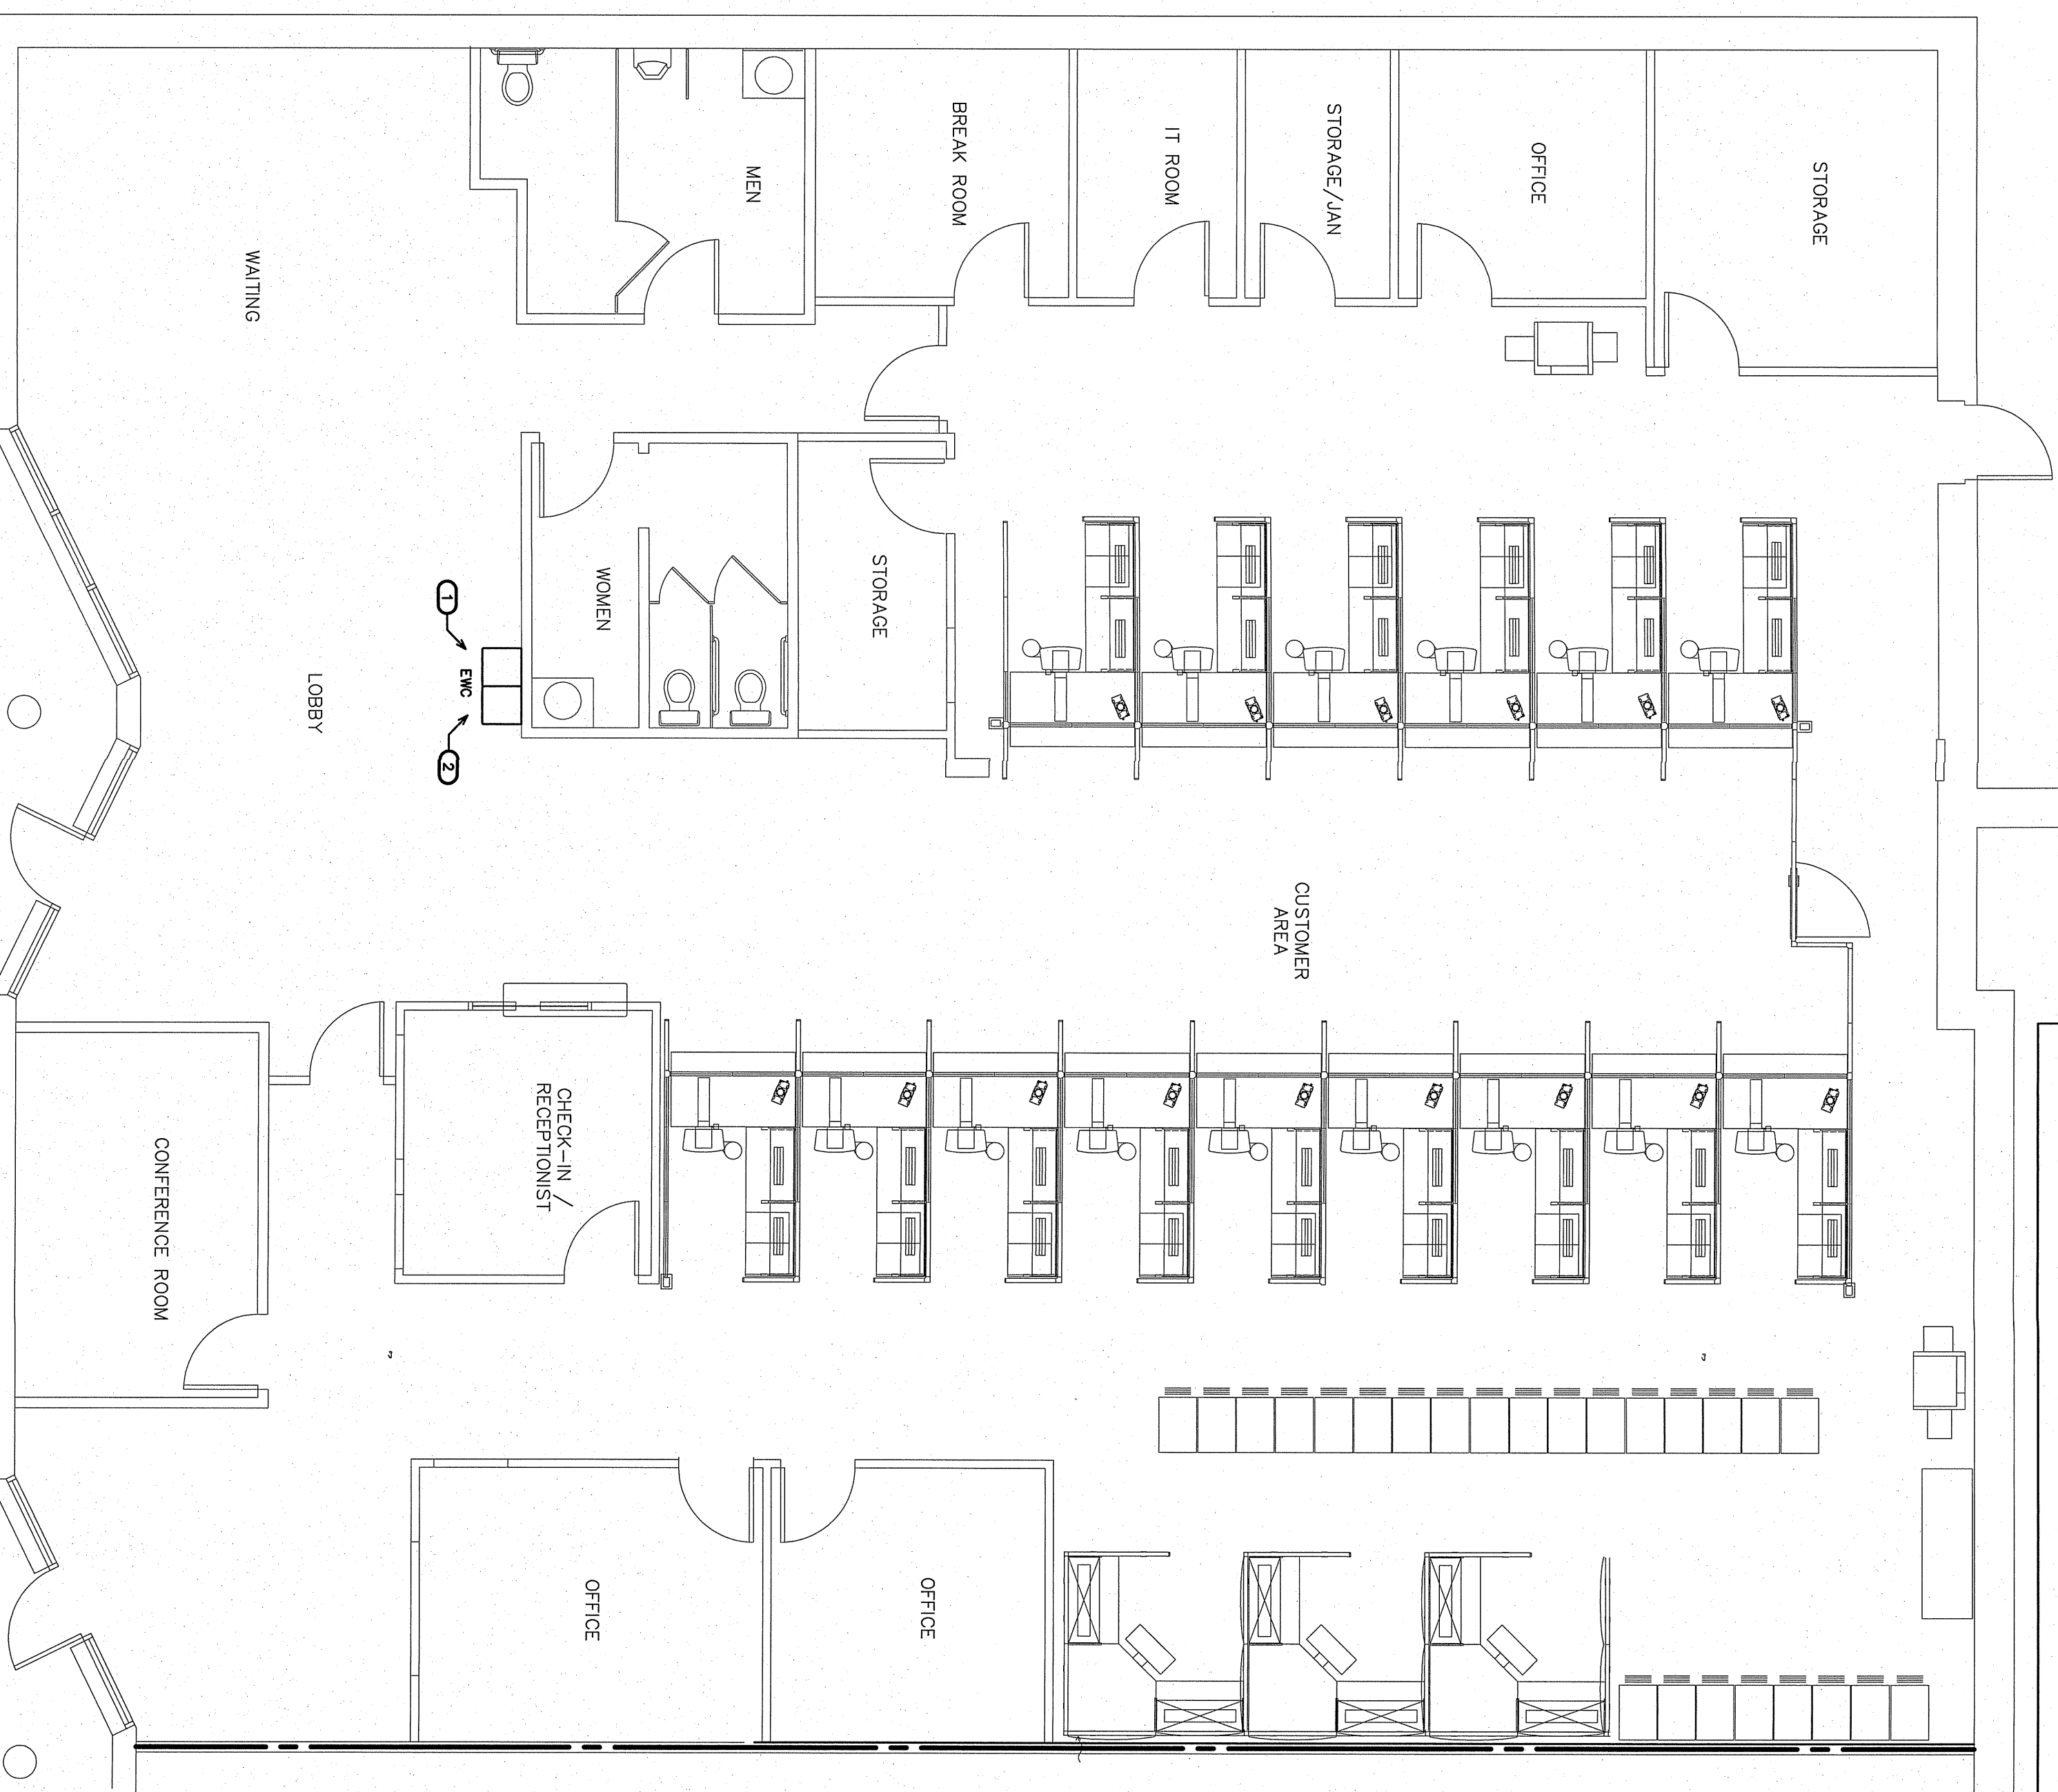 STORAGE
OFFICE
STORAGE/JAN
IT ROOM
BREAK ROOM
MEN
WAITING
STORAGE
WOMEN
1
EWC
2
LOBBY
CUSTOMER
AREA
CHECK-IN /
RECEPTIONIST
CONFERENCE ROOM
OFFICE
OFFICE